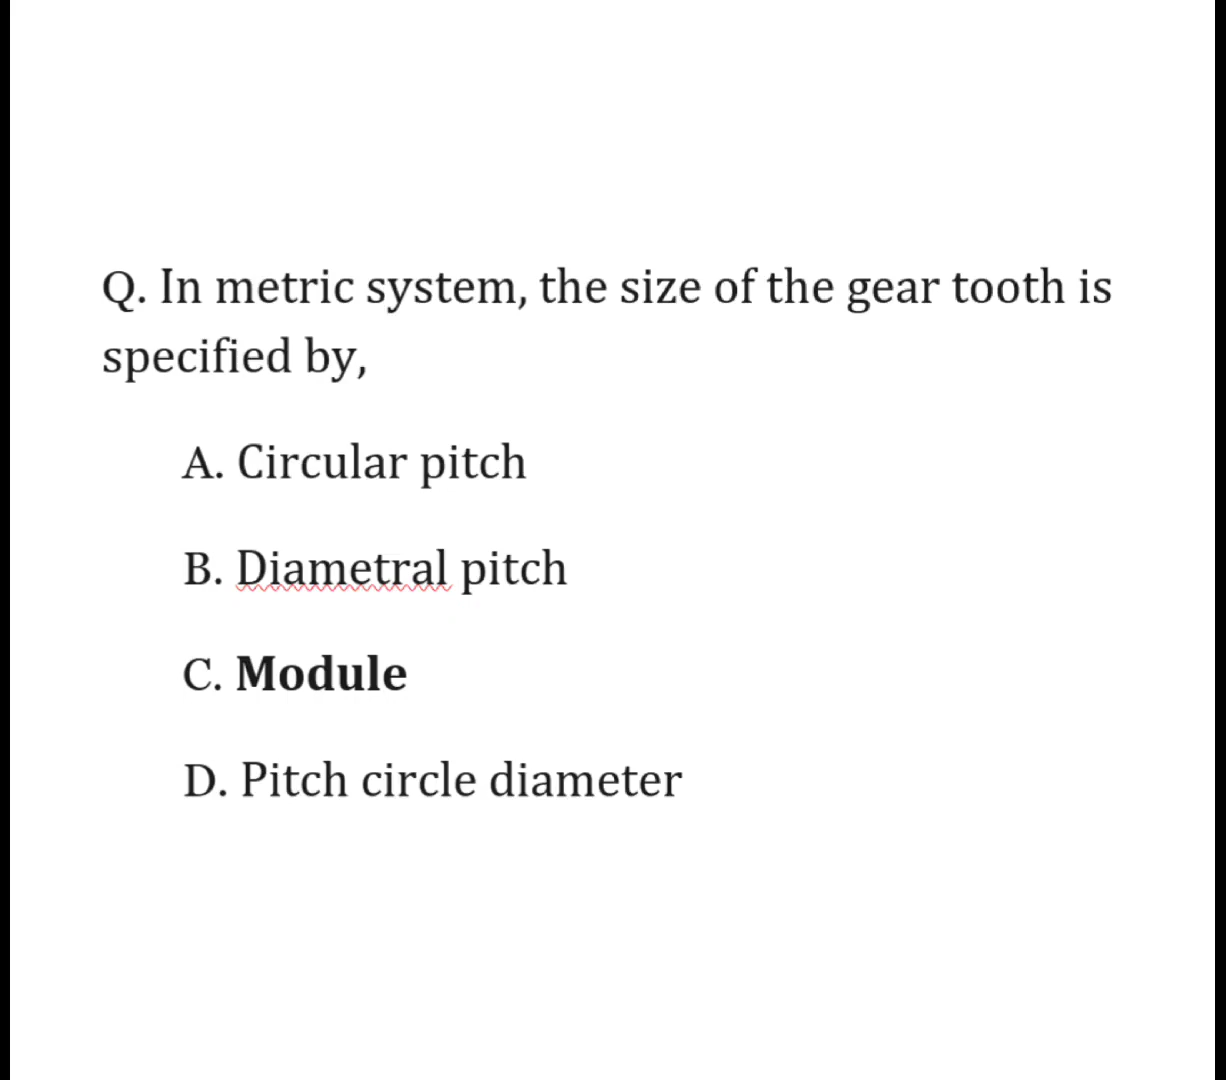 Q. In metric system, the size of the gear tooth is
specified by,
A. Circular pitch
B. Diametral pitch
C. Module
D. Pitch circle diameter